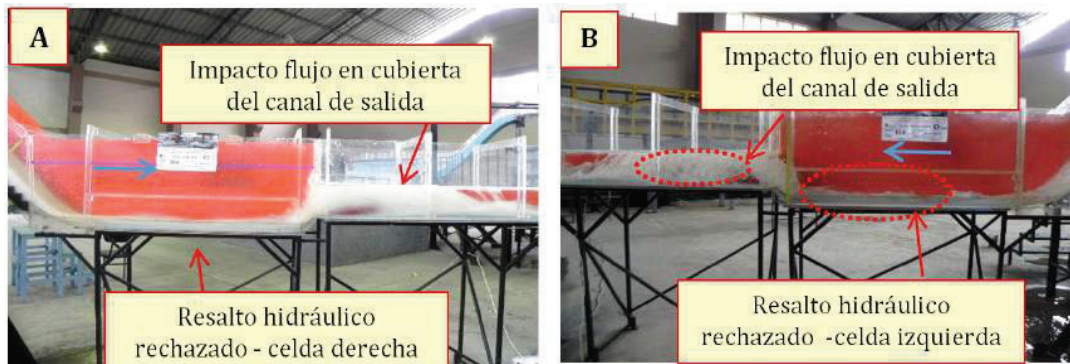 A
Impacto flujo en cubierta
del canal de salida
Resalto hidráulico
rechazado - celda derecha
B
Impacto flujo en cubierta
del canal de salida
Resalto hidráulico
rechazado -celda izquierda